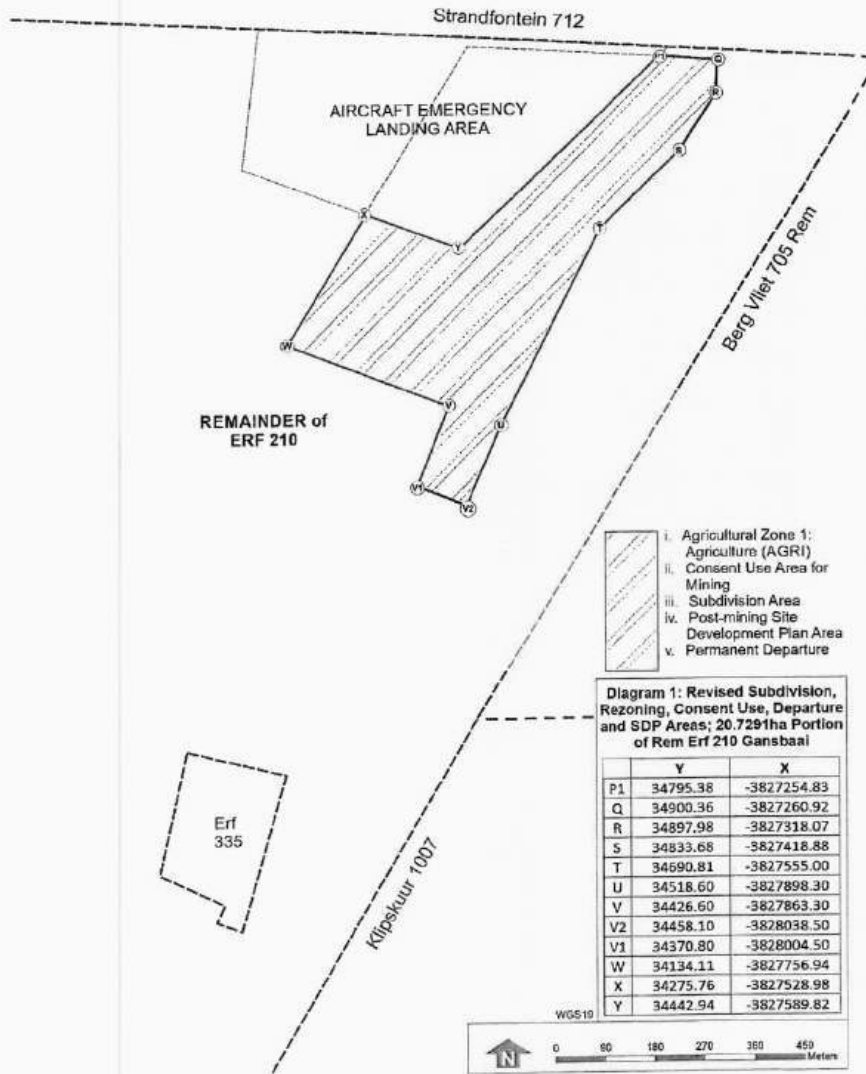 Strandfontein 712
P1
Q
R
AIRCRAFT EMERGENCY
LANDING AREA
S
X
T
Y
Berg Vliet 705 Rem
W
V
REMAINDER of
ERF 210
U
V1
V2
i. Agricultural Zone 1:
Agriculture (AGRI)
ii. Consent Use Area for
Mining
iii. Subdivision Area
iv. Post-mining Site
Development Plan Area
v. Permanent Departure
Diagram 1: Revised Subdivision,
Rezoning, Consent Use, Departure
and SDP Areas; 20.7291ha Portion
of Rem Erf 210 Gansbaai
Y X
P1 34795.38 -3827254.83
Q 34900.36 -3827260.92
R 34897.98 -3827318.07
S 34833.68 -3827418.88
T 34690.81 -3827555.00
U 34518.60 -3827898.30
V 34426.60 -3827863.30
V2 34458.10 -3828038.50
V1 34370.80 -3828004.50
W 34134.11 -3827756.94
X 34275.76 -3827528.98
Y 34442.94 -3827589.82
Erf
335
Klipskuur 1007
WGS19
N
0 90 180 270 360 450
Meters